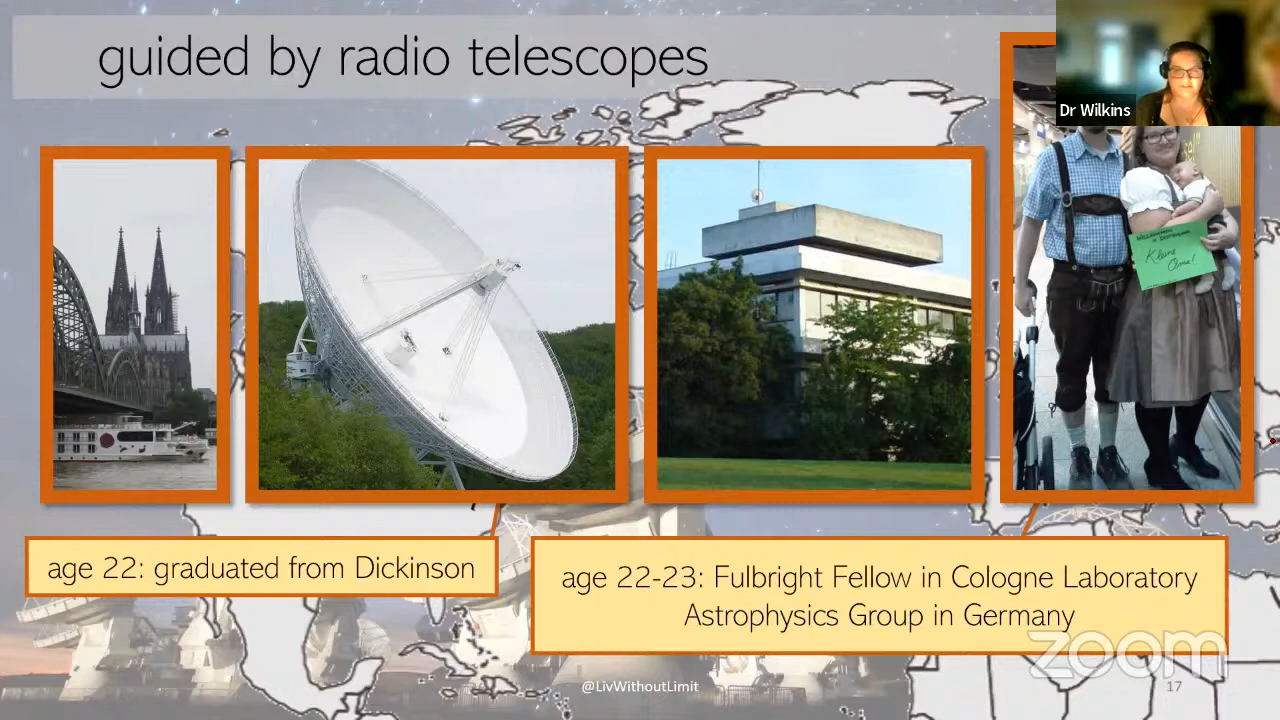 guided by radio telescopes
Dr Wilkins
Kleine
age 22: graduated from Dickinson
age 22-23: Fulbright Fellow in Cologne Laboratory
Astrophysics Group in Germany
zoom
@LivWithoutLimit
17